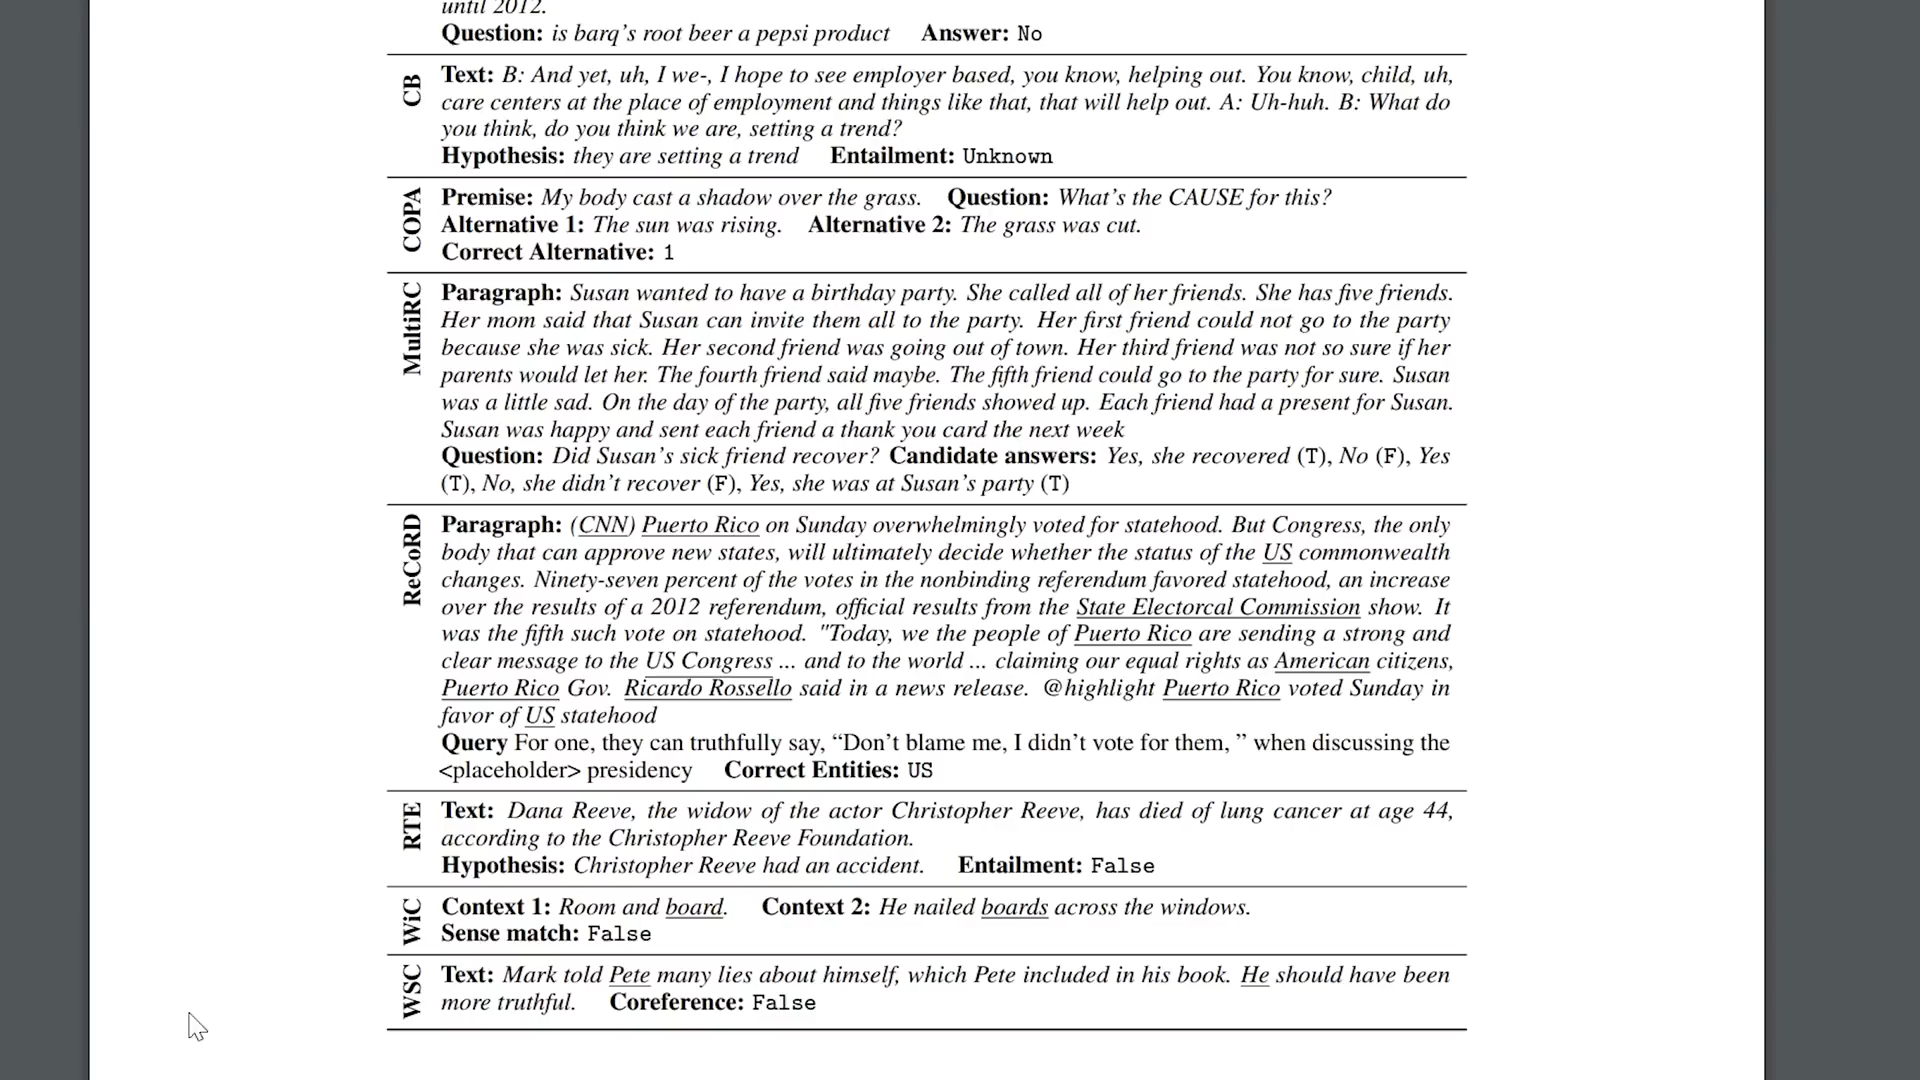 until 2012.
Question: is barq's root beer a pepsi product Answer: No
CB
Text: B: And yet, uh, I we-, I hope to see employer based, you know, helping out. You know, child, uh,
care centers at the place of employment and things like that, that will help out. A: Uh-huh. B: What do
you think, do you think we are, setting a trend?
Hypothesis: they are setting a trend Entailment: Unknown
COPA
Premise: My body cast a shadow over the grass. Question: What's the CAUSE for this?
Alternative 1: The sun was rising. Alternative 2: The grass was cut.
Correct Alternative: 1
MultiRC
Paragraph: Susan wanted to have a birthday party. She called all of her friends. She has five friends.
Her mom said that Susan can invite them all to the party. Her first friend could not go to the party
because she was sick. Her second friend was going out of town. Her third friend was not so sure if her
parents would let her. The fourth friend said maybe. The fifth friend could go to the party for sure. Susan
was a little sad. On the day of the party, all five friends showed up. Each friend had a present for Susan.
Susan was happy and sent each friend a thank you card the next week
Question: Did Susan's sick friend recover? Candidate answers: Yes, she recovered (T), No (F), Yes
(T), No, she didn't recover (F), Yes, she was at Susan's party (T)
ReCoRD
Paragraph: (CNN) Puerto Rico on Sunday overwhelmingly voted for statehood. But Congress, the only
body that can approve new states, will ultimately decide whether the status of the US commonwealth
changes. Ninety-seven percent of the votes in the nonbinding referendum favored statehood, an increase
over the results of a 2012 referendum, official results from the State Electorcal Commission show. It
was the fifth such vote on statehood. "Today, we the people of Puerto Rico are sending a strong and
clear message to the US Congress ... and to the world ... claiming our equal rights as American citizens,
Puerto Rico Gov. Ricardo Rossello said in a news release. @highlight Puerto Rico voted Sunday in
favor of US statehood
Query For one, they can truthfully say, “Don't blame me, I didn't vote for them, ” when discussing the
<placeholder> presidency Correct Entities: US
RTE
Text: Dana Reeve, the widow of the actor Christopher Reeve, has died of lung cancer at age 44,
according to the Christopher Reeve Foundation.
Hypothesis: Christopher Reeve had an accident. Entailment: False
WiC
Context 1: Room and board. Context 2: He nailed boards across the windows.
Sense match: False
WSC
Text: Mark told Pete many lies about himself, which Pete included in his book. He should have been
more truthful. Coreference: False